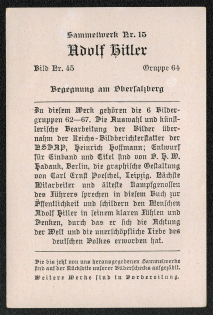 Sammelwerk Nr. 15
Adolf Hitler
Bild Nr. 45 Gruppe 64
Begegnung am Obersalzberg
Zu diesem Werk gehören die 6 Bilder-
gruppen 62—67. Die Auswahl und künst-
lerische Bearbeitung der Bilder über-
nahm der Reichs-Bildberichterstatter der
NSDAP, Heinrich Hoffmann; Entwurf
für Einband und Titel sind von O. H. W.
Hadank, Berlin, die graphische Gestaltung
von Carl Ernst Poeschel, Leipzig. Nächste
Mitarbeiter und älteste Kampfgenossen
des Führers sprechen in diesem Buch zur
Öffentlichkeit und schildern den Menschen
Adolf Hitler in seinem klaren Fühlen und
Denken, durch das er sich die Achtung
der Welt und die unerschöpfliche Liebe des
deutschen Volkes erworben hat.
Die bis jetzt von uns herausgegebenen Sammelwerke
sind auf der Rückseite unserer Bilderschecks aufgezählt.
Weitere Werke sind in Vorbereitung.